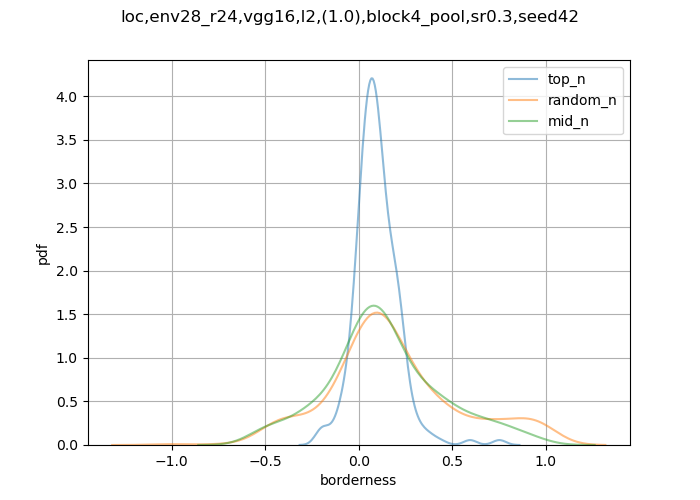 loc,env28_r24,vgg16,l2,(1.0),block4_pool,sr0.3,seed42
top_n
random_n
mid_n
4.0
3.5
3.0
2.5
2.0
1.5
1.0
0.5
0.0
pdf
−1.0
−0.5
0.0
0.5
1.0
borderness